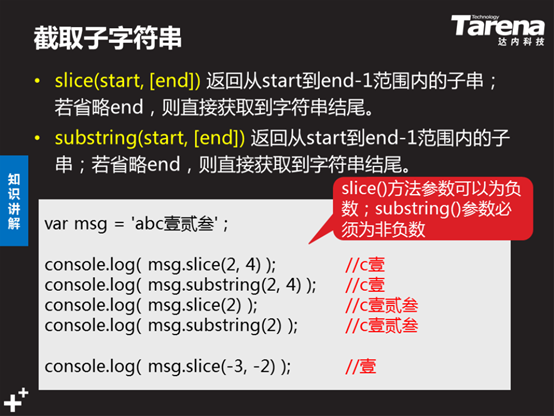 截取子字符串
Technology
Tarena
达内科技
• slice(start, [end]) 返回从start到end-1范围内的子串；
若省略end，则直接获取到字符串结尾。
• substring(start, [end]) 返回从start到end-1范围内的子
串；若省略end，则直接获取到字符串结尾。
知识讲解
slice()方法参数可以为负
数；substring()参数必
须为非负数
var msg = 'abc壹贰叁' ;
console.log( msg.slice(2, 4) ); //c壹
console.log( msg.substring(2, 4) ); //c壹
console.log( msg.slice(2) ); //c壹贰叁
console.log( msg.substring(2) ); //c壹贰叁
console.log( msg.slice(-3, -2) ); //壹